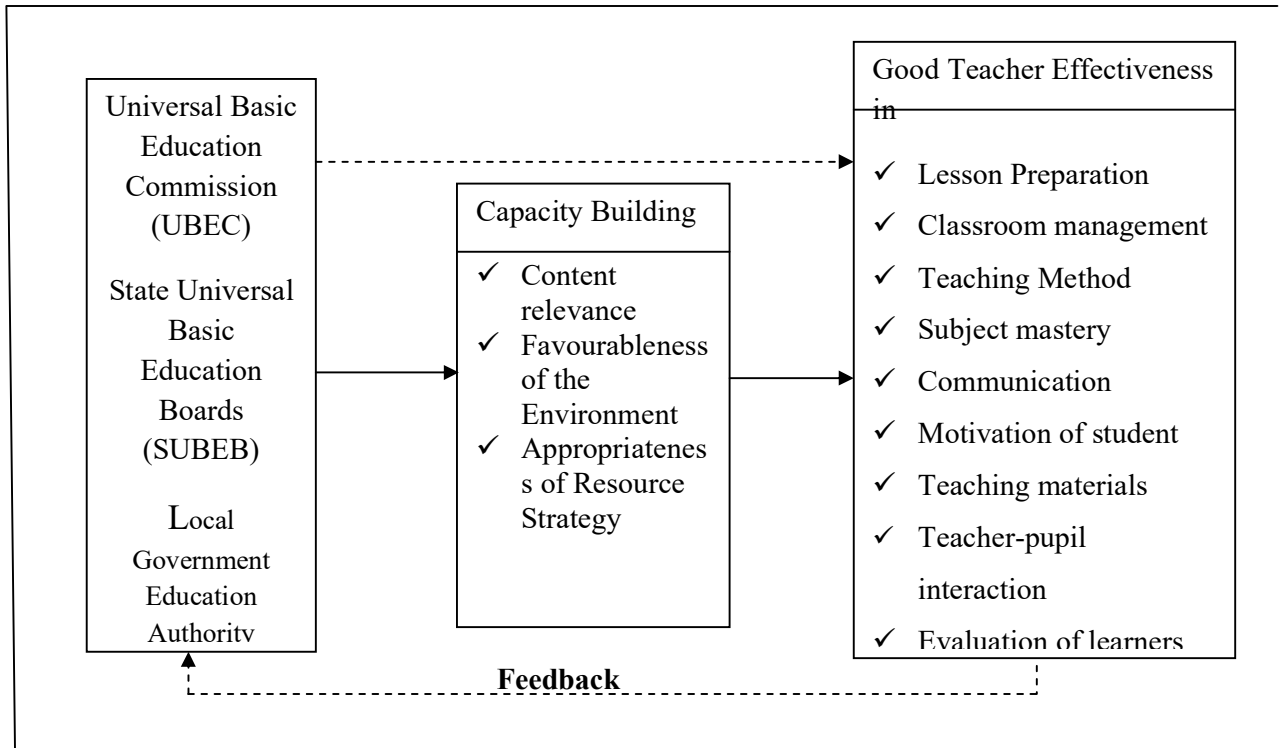 Universal Basic
Education
Commission
(UBEC)
State Universal
Basic
Education
Boards
(SUBEB)
Local
Government
Education
Authority
Capacity Building
✓ Content
relevance
✓ Favourableness
of the
Environment
✓ Appropriatenes
s of Resource
Strategy
Good Teacher Effectiveness
in
✓ Lesson Preparation
✓ Classroom management
✓ Teaching Method
✓ Subject mastery
✓ Communication
✓ Motivation of student
✓ Teaching materials
✓ Teacher-pupil
interaction
✓ Evaluation of learners
Feedback